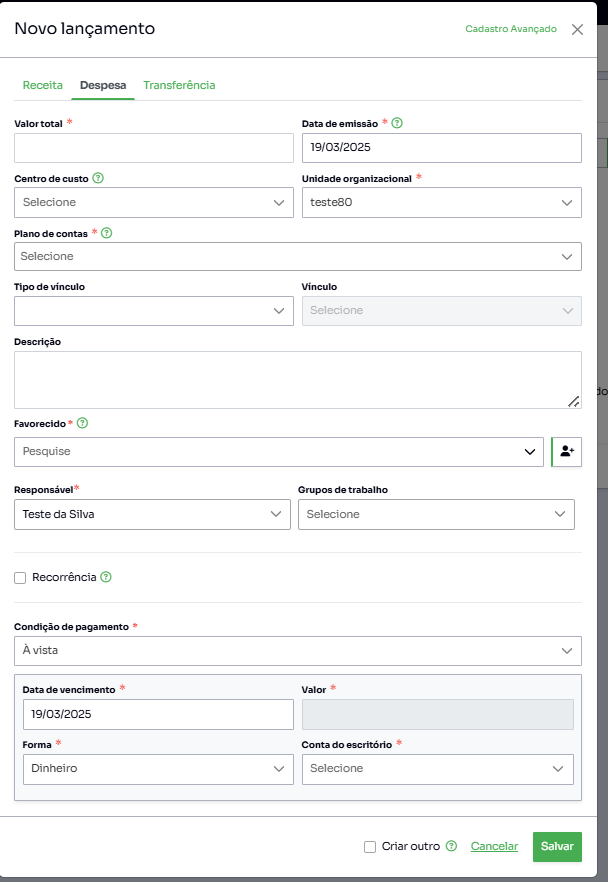 Novo lançamento
Cadastro Avançado
Receita Despesa Transferência
Valor total * Data de emissão *
19/03/2025
Centro de custo Unidade organizacional *
Selecione teste80
Plano de contas *
Selecione
Tipo de vínculo Vínculo
Selecione
Descrição
Favorecido *
Pesquise
Responsável* Grupos de trabalho
Teste da Silva Selecione
Recorrência
Condição de pagamento *
À vista
Data de vencimento * Valor *
19/03/2025
Forma * Conta do escritório *
Dinheiro Selecione
Criar outro Cancelar Salvar